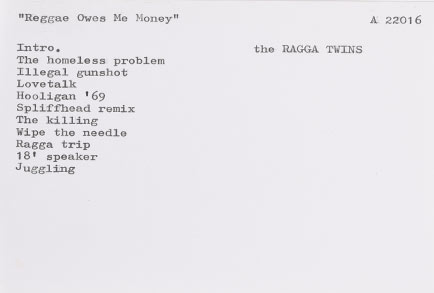 "Reggae Owes Me Money" A 22016
Intro. the RAGGA TWINS
The homeless problem
Illegal gunshot
Lovetalk
Hooligan '69
Spliffhead remix
The killing
Wipe the needle
Ragga trip
18' speaker
Juggling